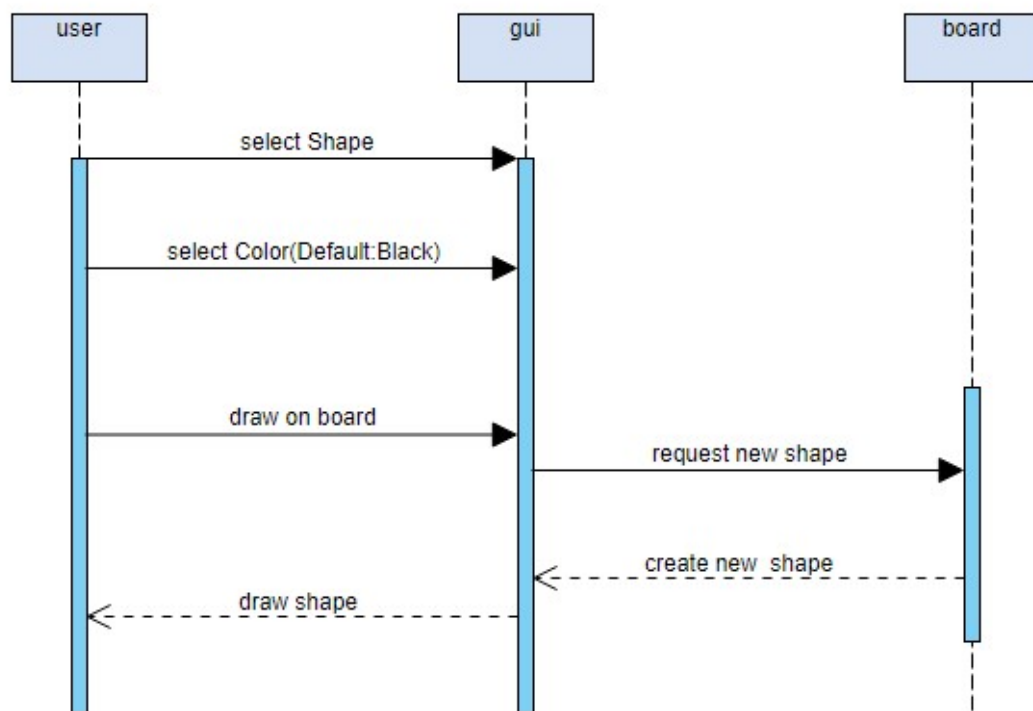 user
gui
board
select Shape
select Color(Default:Black)
draw on board
request new shape
create new  shape
draw shape